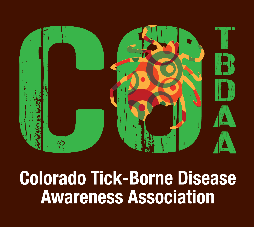 CO
TBDAA
Colorado Tick-Borne Disease
Awareness Association